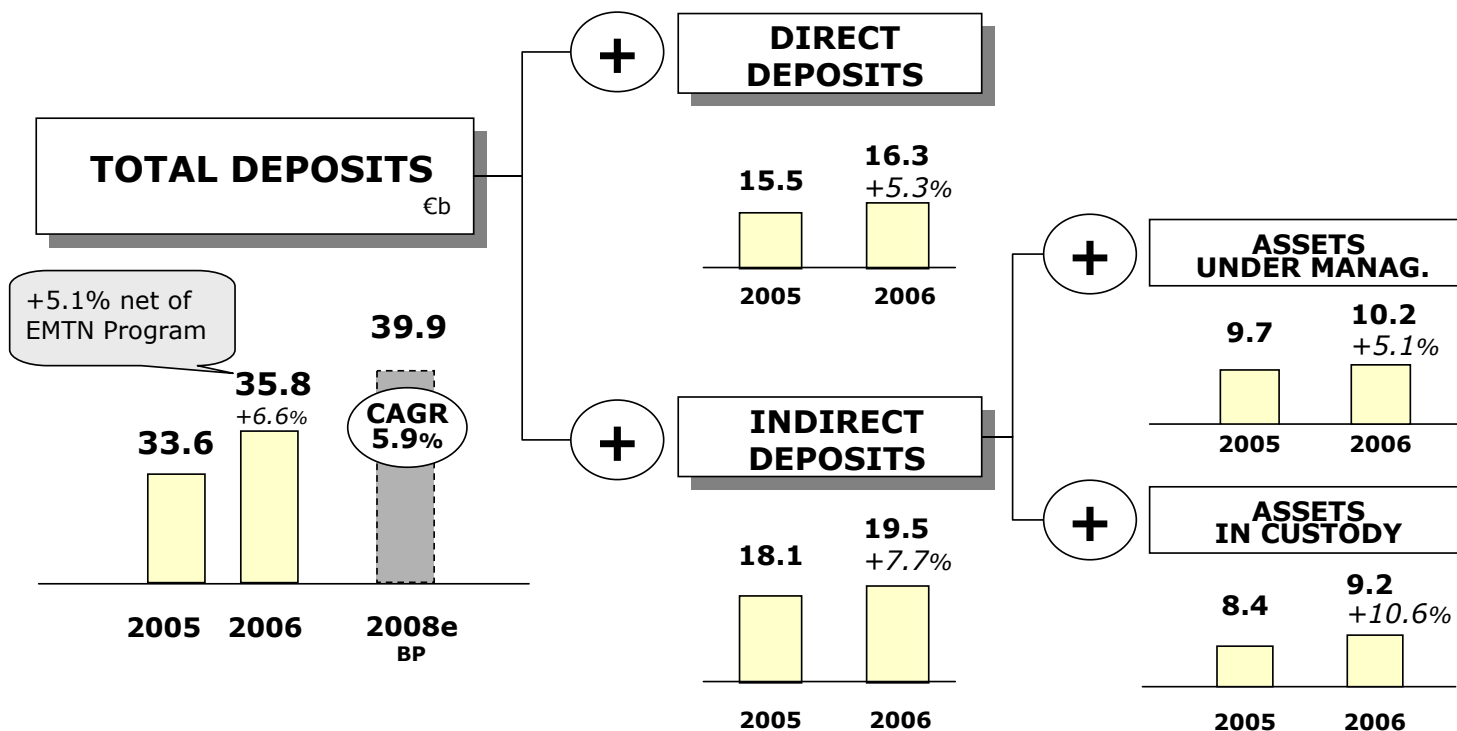 TOTAL DEPOSITS
€b
+5.1% net of
EMTN Program
33.6
35.8
+6.6%
39.9
CAGR
5.9%
2005
2006
2008e
BP
+
DIRECT
DEPOSITS
15.5
16.3
+5.3%
2005
2006
+
INDIRECT
DEPOSITS
18.1
19.5
+7.7%
2005
2006
+
ASSETS
UNDER MANAG.
9.7
10.2
+5.1%
2005
2006
+
ASSETS
IN CUSTODY
8.4
9.2
+10.6%
2005
2006